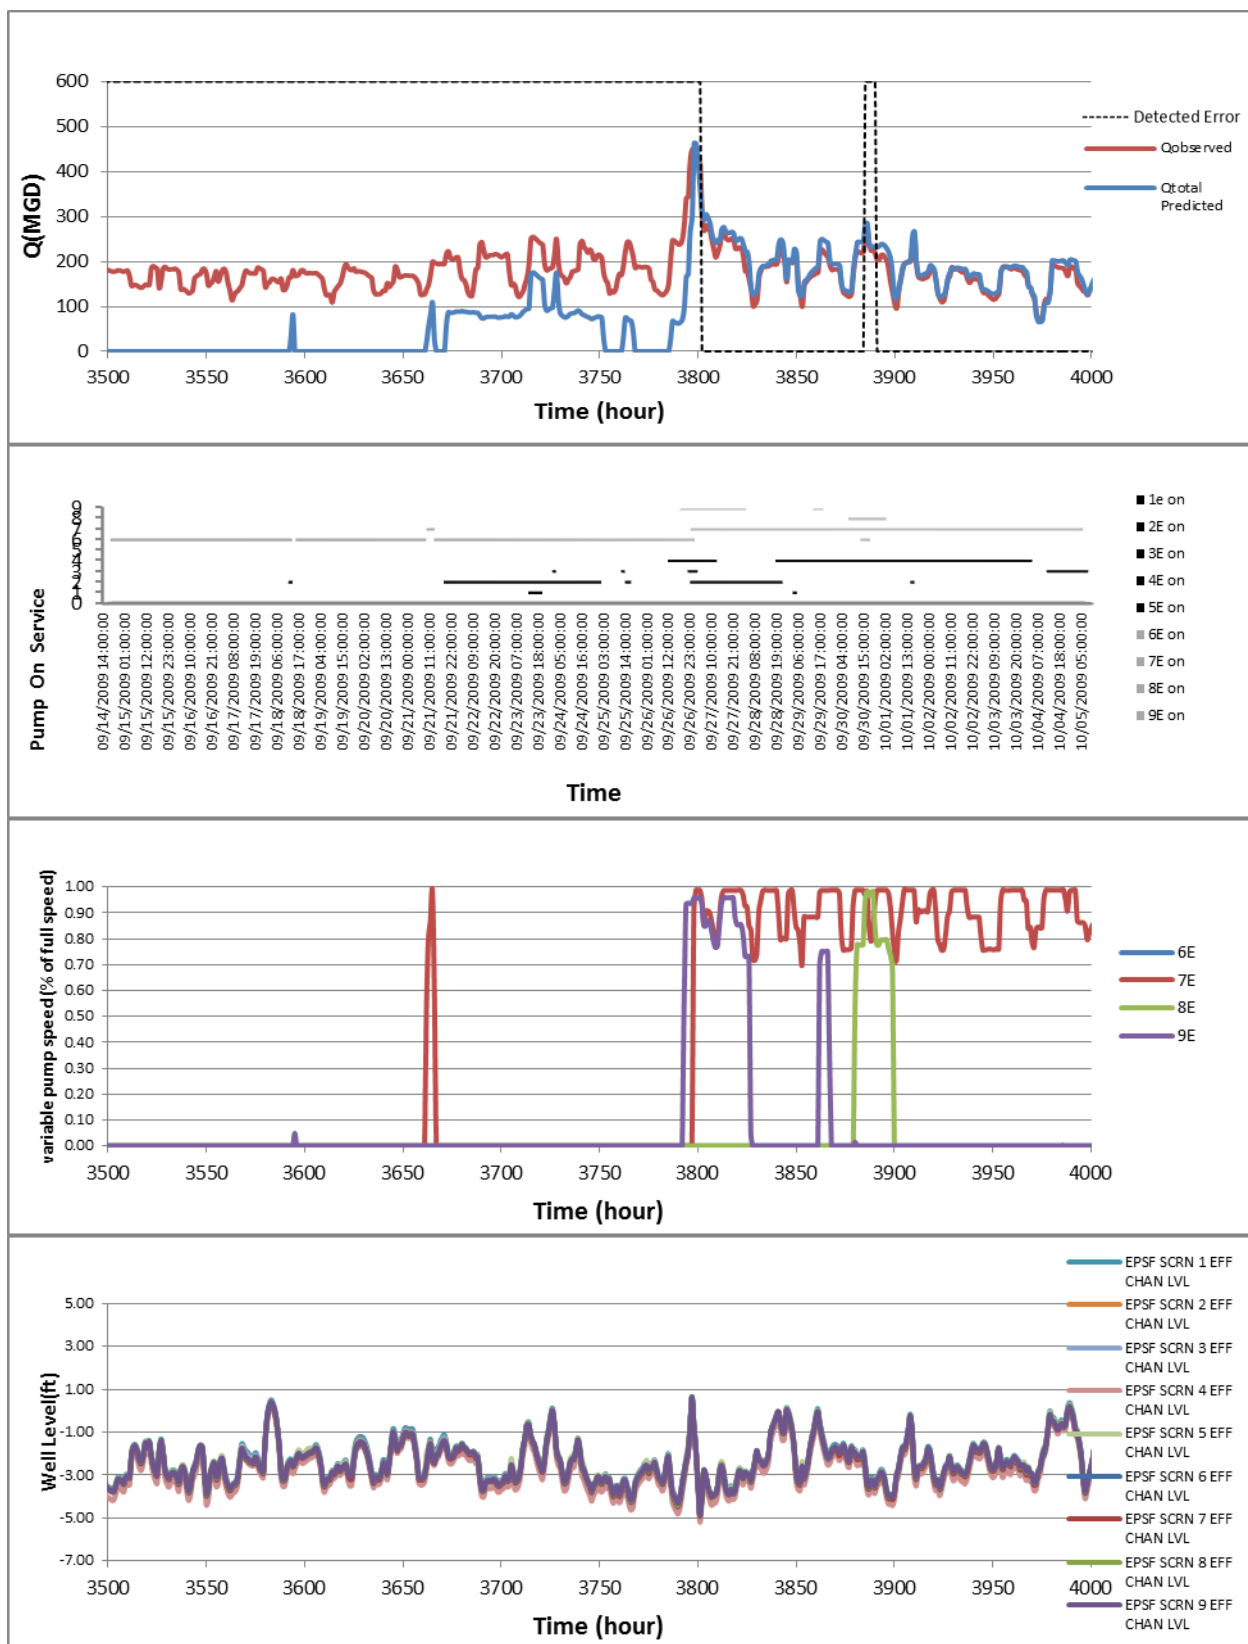 600
500
400
300
200
100
0
Q(MGD)
3500 3550 3600 3650 3700 3750 3800 3850 3900 3950 4000
Time (hour)
Detected Error
Qobserved
Qtotal
Predicted
9
8
7
6
5
4
3
2
1
0
Pump On Service
09/14/2009 14:00:00
09/15/2009 01:00:00
09/15/2009 12:00:00
09/15/2009 23:00:00
09/16/2009 10:00:00
09/16/2009 21:00:00
09/17/2009 08:00:00
09/17/2009 19:00:00
09/18/2009 06:00:00
09/18/2009 17:00:00
09/19/2009 04:00:00
09/19/2009 15:00:00
09/20/2009 02:00:00
09/20/2009 13:00:00
09/21/2009 00:00:00
09/21/2009 11:00:00
09/21/2009 22:00:00
09/22/2009 09:00:00
09/22/2009 20:00:00
09/23/2009 07:00:00
09/23/2009 18:00:00
09/24/2009 05:00:00
09/24/2009 16:00:00
09/25/2009 03:00:00
09/25/2009 14:00:00
09/26/2009 01:00:00
09/26/2009 12:00:00
09/26/2009 23:00:00
09/27/2009 10:00:00
09/27/2009 21:00:00
09/28/2009 08:00:00
09/28/2009 19:00:00
09/29/2009 06:00:00
09/29/2009 17:00:00
09/30/2009 04:00:00
09/30/2009 15:00:00
10/01/2009 02:00:00
10/01/2009 13:00:00
10/02/2009 00:00:00
10/02/2009 11:00:00
10/03/2009 09:00:00
10/03/2009 20:00:00
10/04/2009 07:00:00
10/04/2009 18:00:00
10/05/2009 05:00:00
Time
1e on
2E on
3E on
4E on
5E on
6E on
7E on
8E on
9E on
variable pump speed(% of full speed)
1.00
0.90
0.80
0.70
0.60
0.50
0.40
0.30
0.20
0.10
0.00
3500 3550 3600 3650 3700 3750 3800 3850 3900 3950 4000
Time (hour)
6E
7E
8E
9E
Well Level(ft)
5.00
3.00
1.00
-1.00
-3.00
-5.00
-7.00
3500 3550 3600 3650 3700 3750 3800 3850 3900 3950 4000
Time (hour)
EPSF SCRN 1 EFF
CHAN LVL
EPSF SCRN 2 EFF
CHAN LVL
EPSF SCRN 3 EFF
CHAN LVL
EPSF SCRN 4 EFF
CHAN LVL
EPSF SCRN 5 EFF
CHAN LVL
EPSF SCRN 6 EFF
CHAN LVL
EPSF SCRN 7 EFF
CHAN LVL
EPSF SCRN 8 EFF
CHAN LVL
EPSF SCRN 9 EFF
CHAN LVL